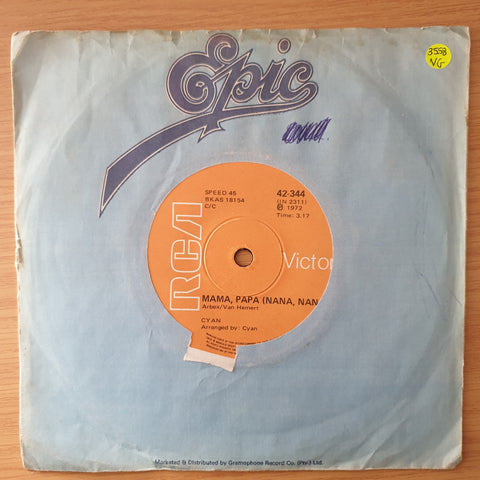 Epic
3558
VG
SPEED 45
BKAS 18154
C/C
42-344
(IN 2311)
℗ 1972
Time: 3.17
RCA
Victor
MAMA, PAPA (NANA, NAN
Arbex/Van Hemert
CYAN
Arranged by: Cyan
Marketed & Distributed by Gramophone Record Co. (Pty.) Ltd.